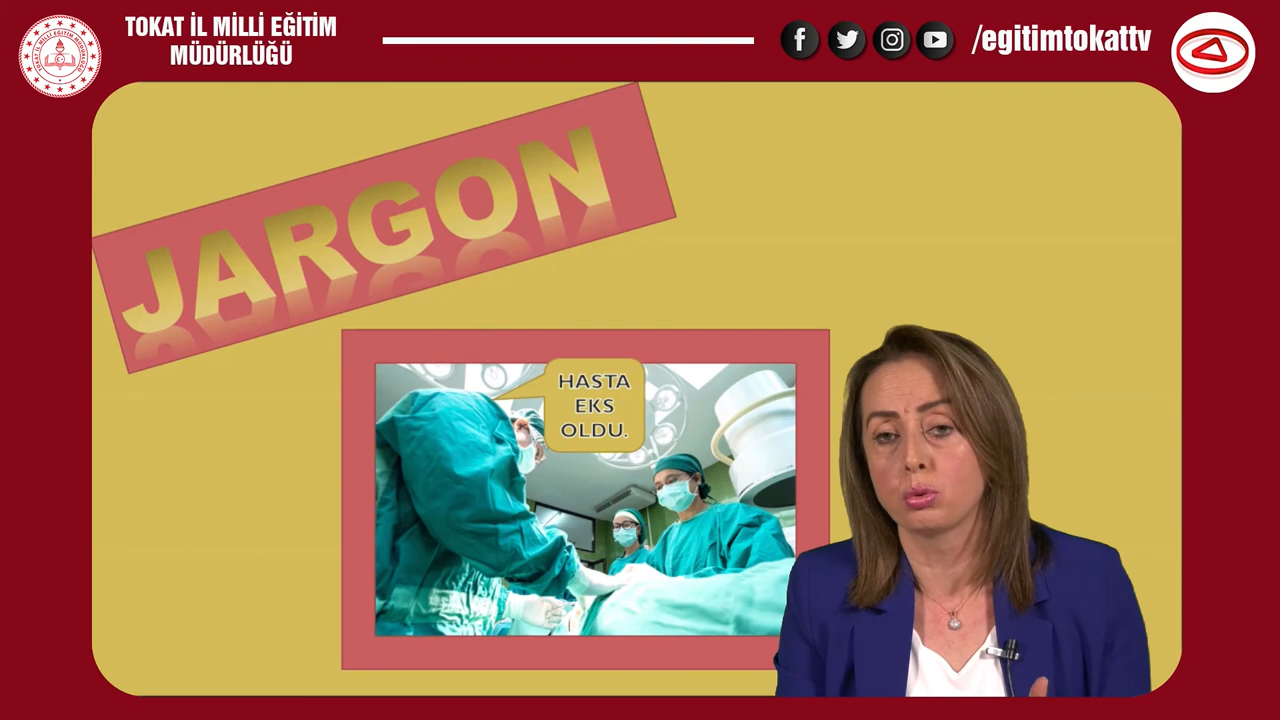 TOKAT İL MİLLİ EĞİTİM
MÜDÜRLÜĞÜ
/egitimtokattv
JARGON
HASTA
EKS
OLDU.